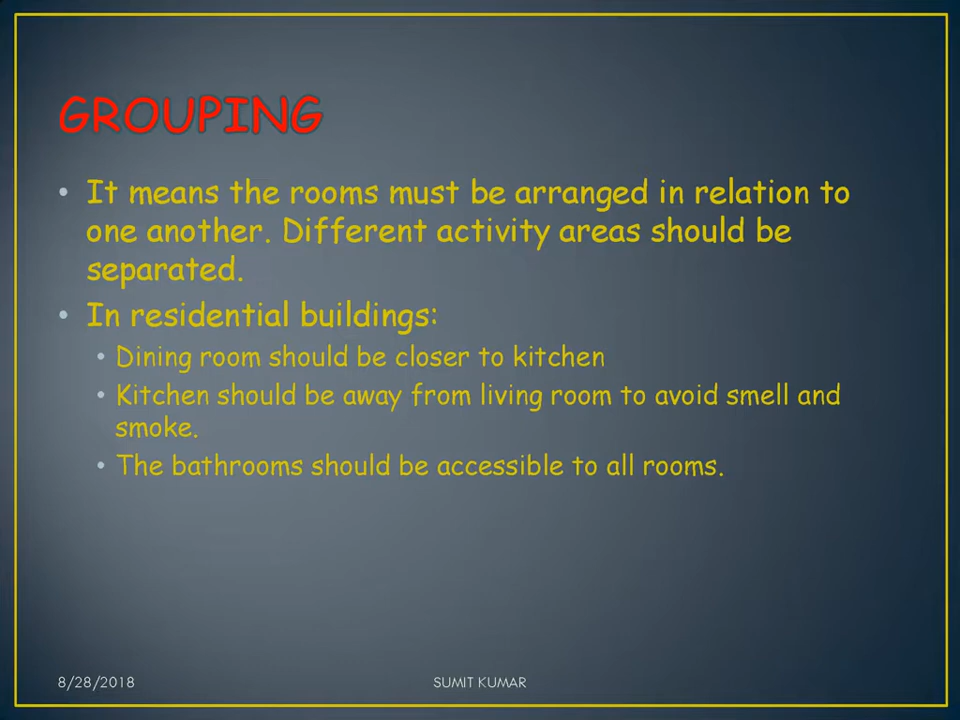 GROUPING
• It means the rooms must be arranged in relation to
one another. Different activity areas should be
separated.
• In residential buildings:
• Dining room should be closer to kitchen
• Kitchen should be away from living room to avoid smell and
smoke.
• The bathrooms should be accessible to all rooms.
8/28/2018
SUMIT KUMAR